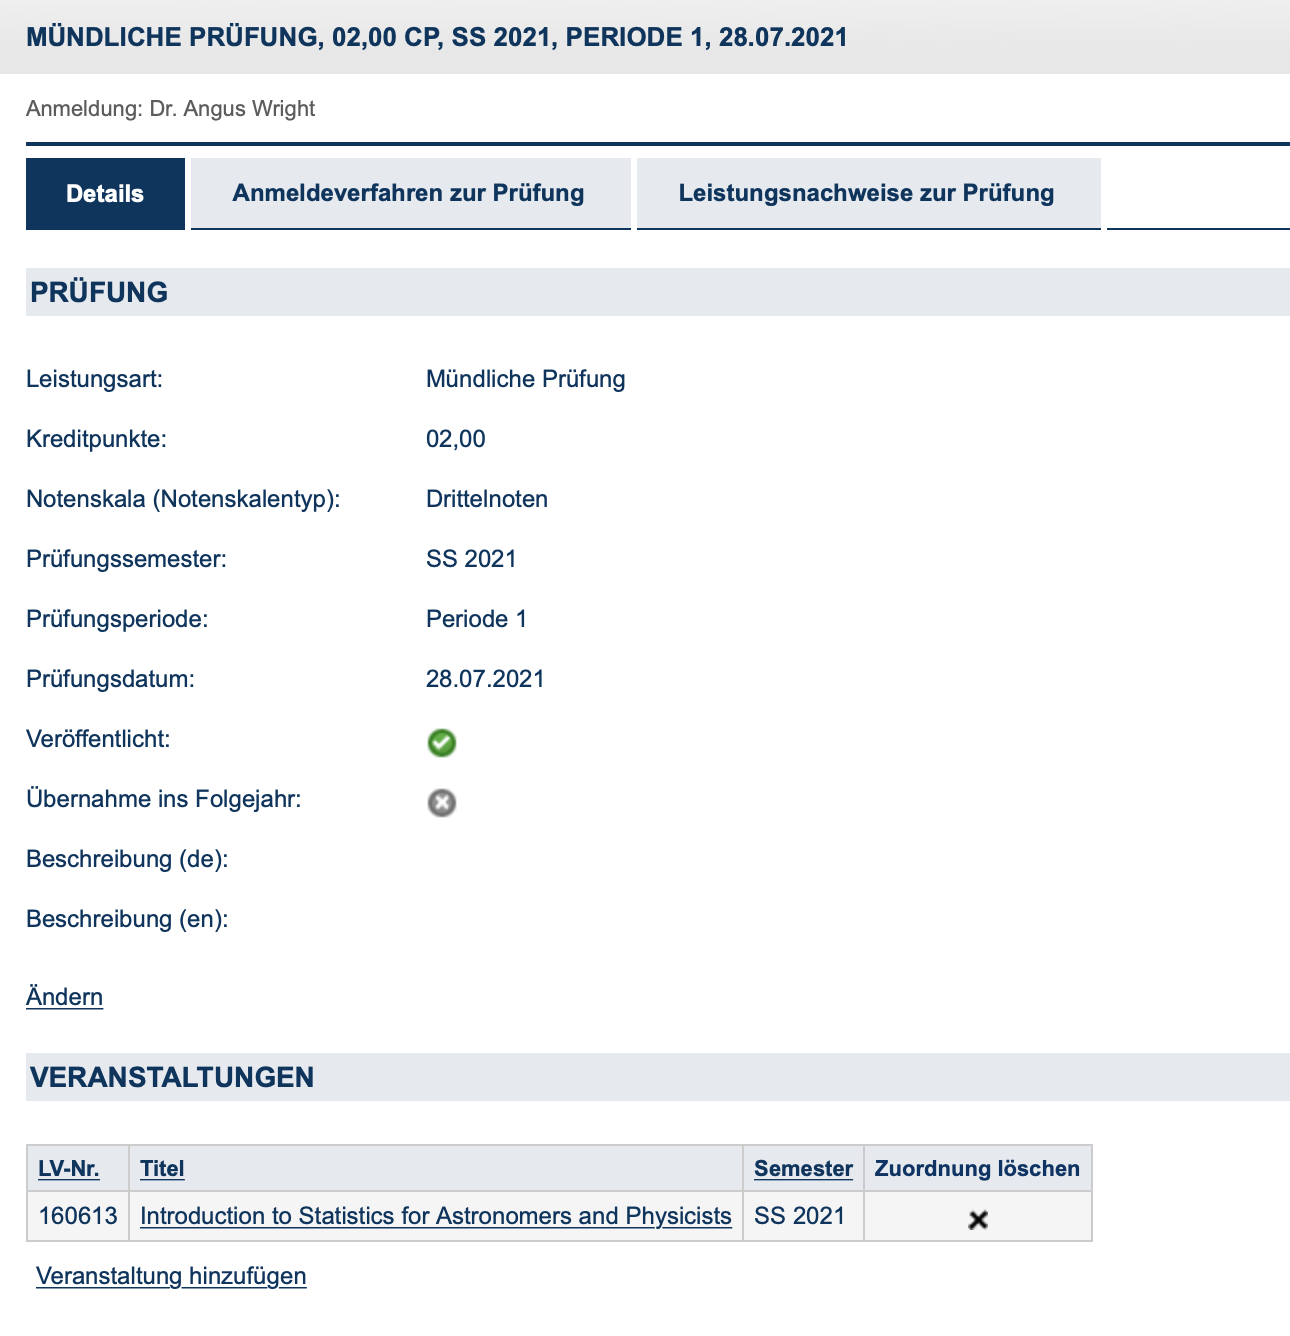 MÜNDLICHE PRÜFUNG, 02,00 CP, SS 2021, PERIODE 1, 28.07.2021
Anmeldung: Dr. Angus Wright
Details Anmeldeverfahren zur Prüfung Leistungsnachweise zur Prüfung
PRÜFUNG
Leistungsart: Mündliche Prüfung
Kreditpunkte: 02,00
Notenskala (Notenskalentyp): Drittelnoten
Prüfungssemester: SS 2021
Prüfungsperiode: Periode 1
Prüfungsdatum: 28.07.2021
Veröffentlicht:
Übernahme ins Folgejahr:
Beschreibung (de):
Beschreibung (en):
Ändern
VERANSTALTUNGEN
LV-Nr. Titel Semester Zuordnung löschen
160613 Introduction to Statistics for Astronomers and Physicists SS 2021
Veranstaltung hinzufügen